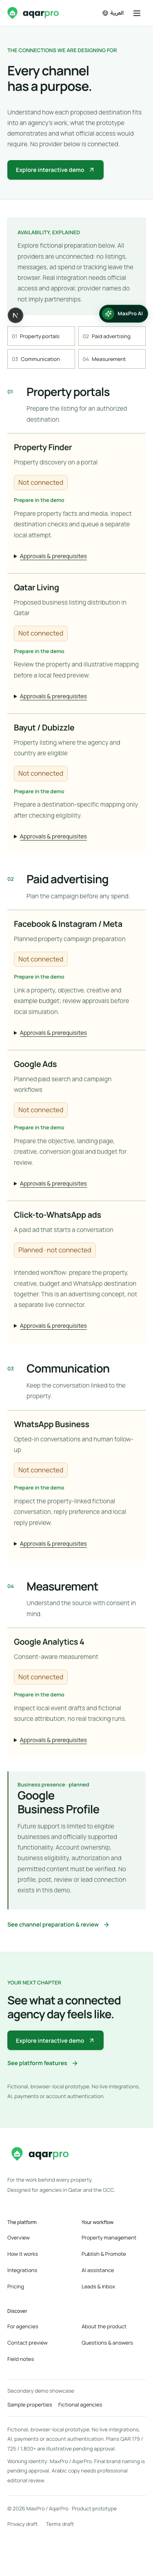 aqarpro
العربية
THE CONNECTIONS WE ARE DESIGNING FOR
Every channel
has a purpose.
Understand how each proposed destination fits
into an agency's work, what the prototype
demonstrates and what official access would
require. No provider below is connected.
Explore interactive demo
AVAILABILITY, EXPLAINED
Explore fictional preparation below. All
providers are unconnected: no listings,
messages, ad spend or tracking leave the
browser. Real integration needs official
access and approval; provider names do
not imply partnerships.
N
MaxPro AI
01 Property portals
02 Paid advertising
03 Communication
04 Measurement
01
Property portals
Prepare the listing for an authorized
destination.
Property Finder
Property discovery on a portal
Not connected
Prepare in the demo
Prepare property facts and media, inspect
destination checks and queue a separate
local attempt.
Approvals & prerequisites
Qatar Living
Proposed business listing distribution in
Qatar
Not connected
Prepare in the demo
Review the property and illustrative mapping
before a local feed preview.
Approvals & prerequisites
Bayut / Dubizzle
Property listing where the agency and
country are eligible
Not connected
Prepare in the demo
Prepare a destination-specific mapping only
after checking eligibility.
Approvals & prerequisites
02
Paid advertising
Plan the campaign before any spend.
Facebook & Instagram / Meta
Planned property campaign preparation
Not connected
Prepare in the demo
Link a property, objective, creative and
example budget; review approvals before
local simulation.
Approvals & prerequisites
Google Ads
Planned paid search and campaign
workflows
Not connected
Prepare in the demo
Prepare the objective, landing page,
creative, conversion goal and budget for
review.
Approvals & prerequisites
Click-to-WhatsApp ads
A paid ad that starts a conversation
Planned · not connected
Intended workflow: prepare the property,
creative, budget and WhatsApp destination
together. This is an advertising concept, not
a separate live connector.
Approvals & prerequisites
03
Communication
Keep the conversation linked to the
property.
WhatsApp Business
Opted-in conversations and human follow-
up
Not connected
Prepare in the demo
Inspect the property-linked fictional
conversation, reply preference and local
reply preview.
Approvals & prerequisites
04
Measurement
Understand the source with consent in
mind.
Google Analytics 4
Consent-aware measurement
Not connected
Prepare in the demo
Inspect local event drafts and fictional
source attribution; no real tracking runs.
Approvals & prerequisites
Business presence · planned
Google
Business Profile
Future support is limited to eligible
businesses and officially supported
functionality. Account ownership,
business eligibility, authorization and
permitted content must be verified. No
profile, post, review or lead connection
exists in this demo.
See channel preparation & review
YOUR NEXT CHAPTER
See what a connected
agency day feels like.
Explore interactive demo
See platform features
Fictional, browser-local prototype. No live integrations,
AI, payments or account authentication.
aqarpro
For the work behind every property.
Designed for agencies in Qatar and the GCC.
The platform
Your workflow
Overview
Property management
How it works
Publish & Promote
Integrations
AI assistance
Pricing
Leads & Inbox
Discover
For agencies
About the product
Contact preview
Questions & answers
Field notes
Secondary demo showcase
Sample properties
Fictional agencies
Fictional, browser-local prototype. No live integrations,
AI, payments or account authentication. Plans QAR 179 /
725 / 1,800+ are illustrative pending approval.
Working identity: MaxPro / AqarPro. Final brand naming is
pending approval; Arabic copy needs professional
editorial review.
© 2026 MaxPro / AqarPro · Product prototype
Privacy draft
Terms draft